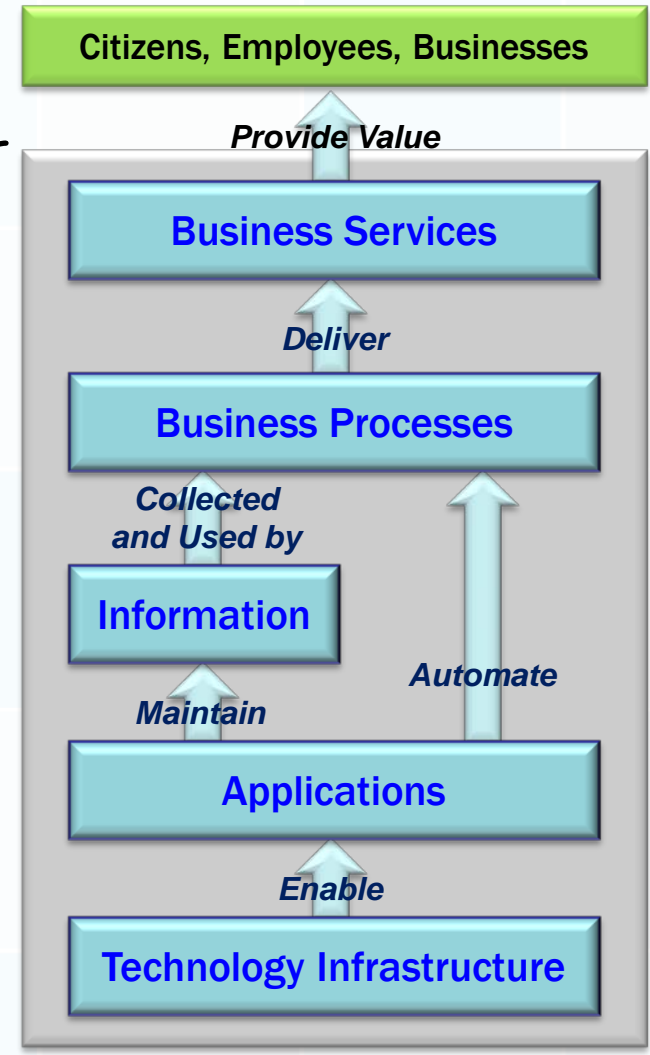 Citizens, Employees, Businesses
Provide Value
Business Services
Deliver
Business Processes
Collected
and Used by
Information
Automate
Maintain
Applications
Enable
Technology Infrastructure